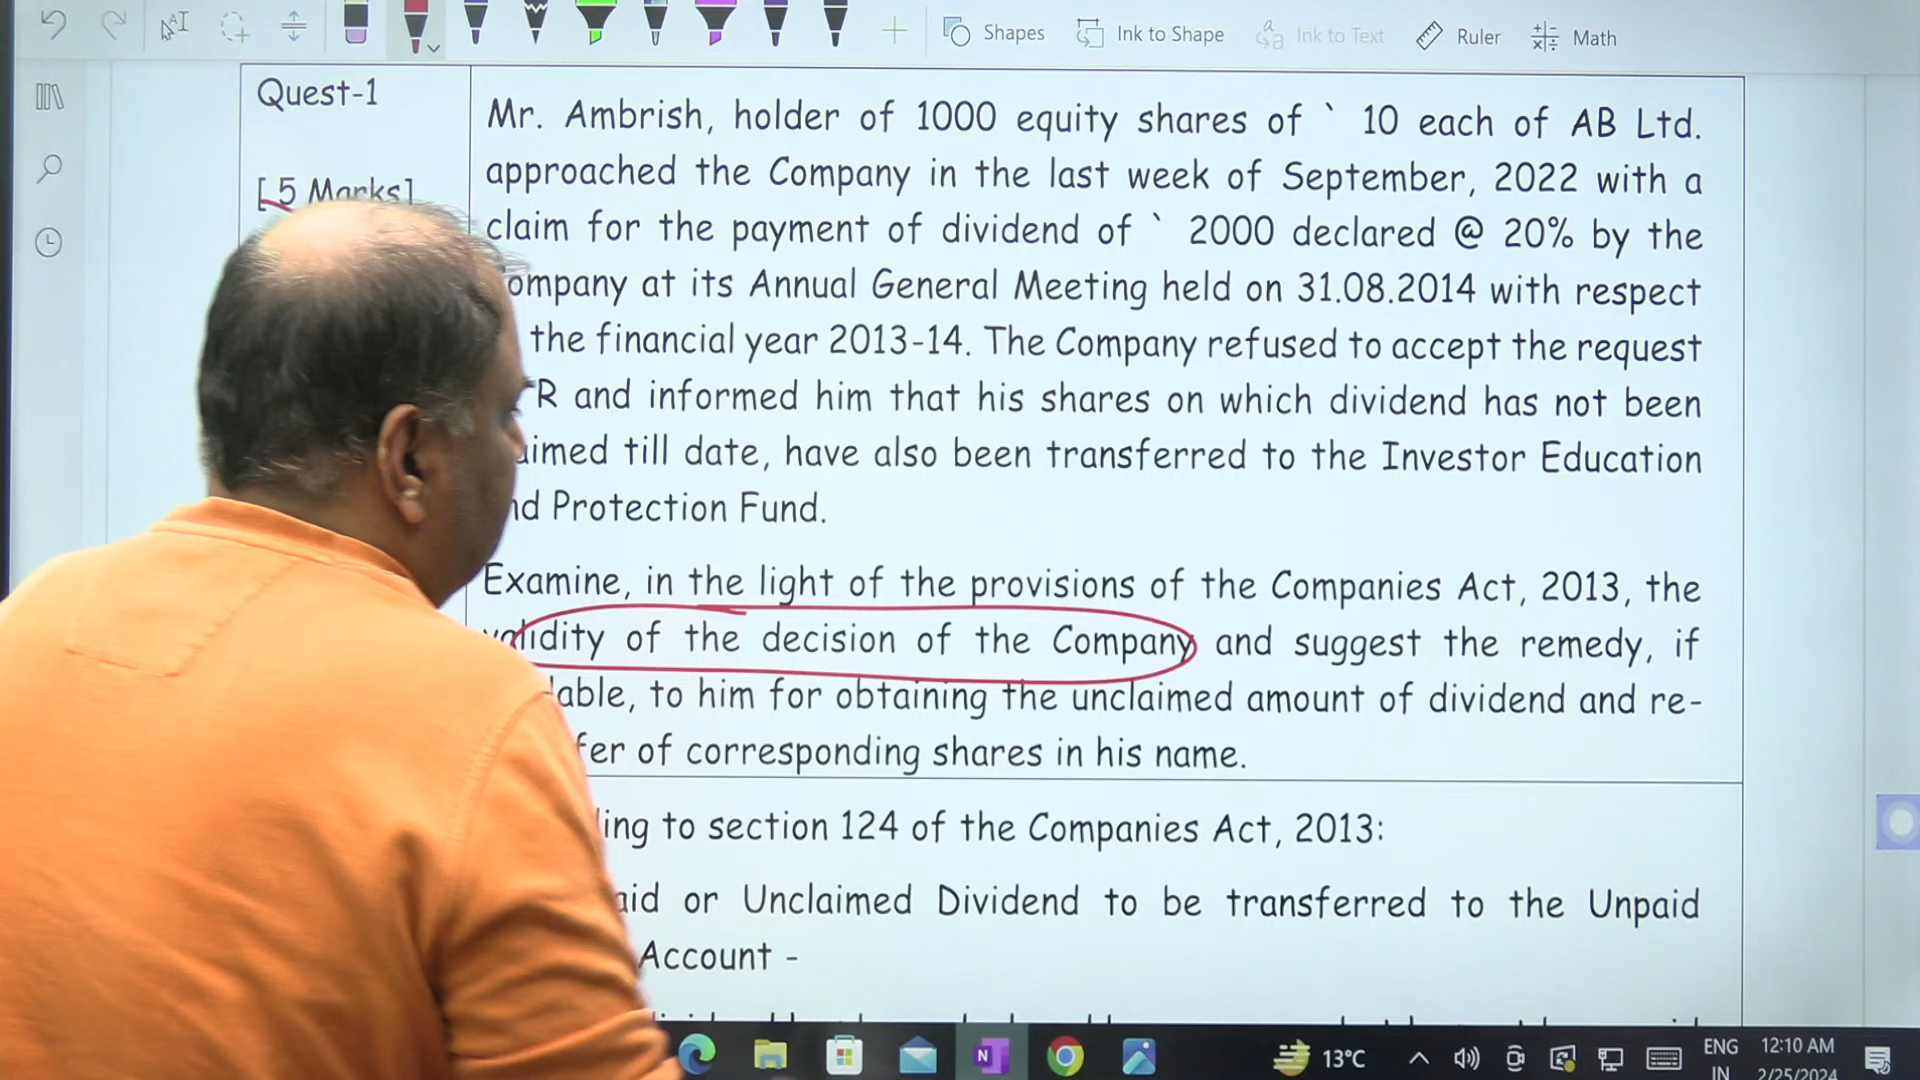 Shapes
Ink to Shape
Ink to Text
Ruler
Math
Quest-1
[ 5 Marks]
Mr. Ambrish, holder of 1000 equity shares of ` 10 each of AB Ltd.
approached the Company in the last week of September, 2022 with a
claim for the payment of dividend of ` 2000 declared @ 20% by the
ompany at its Annual General Meeting held on 31.08.2014 with respect
the financial year 2013-14. The Company refused to accept the request
R and informed him that his shares on which dividend has not been
aimed till date, have also been transferred to the Investor Education
nd Protection Fund.
Examine, in the light of the provisions of the Companies Act, 2013, the
validity of the decision of the Company and suggest the remedy, if
lable, to him for obtaining the unclaimed amount of dividend and re-
fer of corresponding shares in his name.
ing to section 124 of the Companies Act, 2013:
aid or Unclaimed Dividend to be transferred to the Unpaid
Account -
13°C
ENG
IN
12:10 AM
2/25/2024